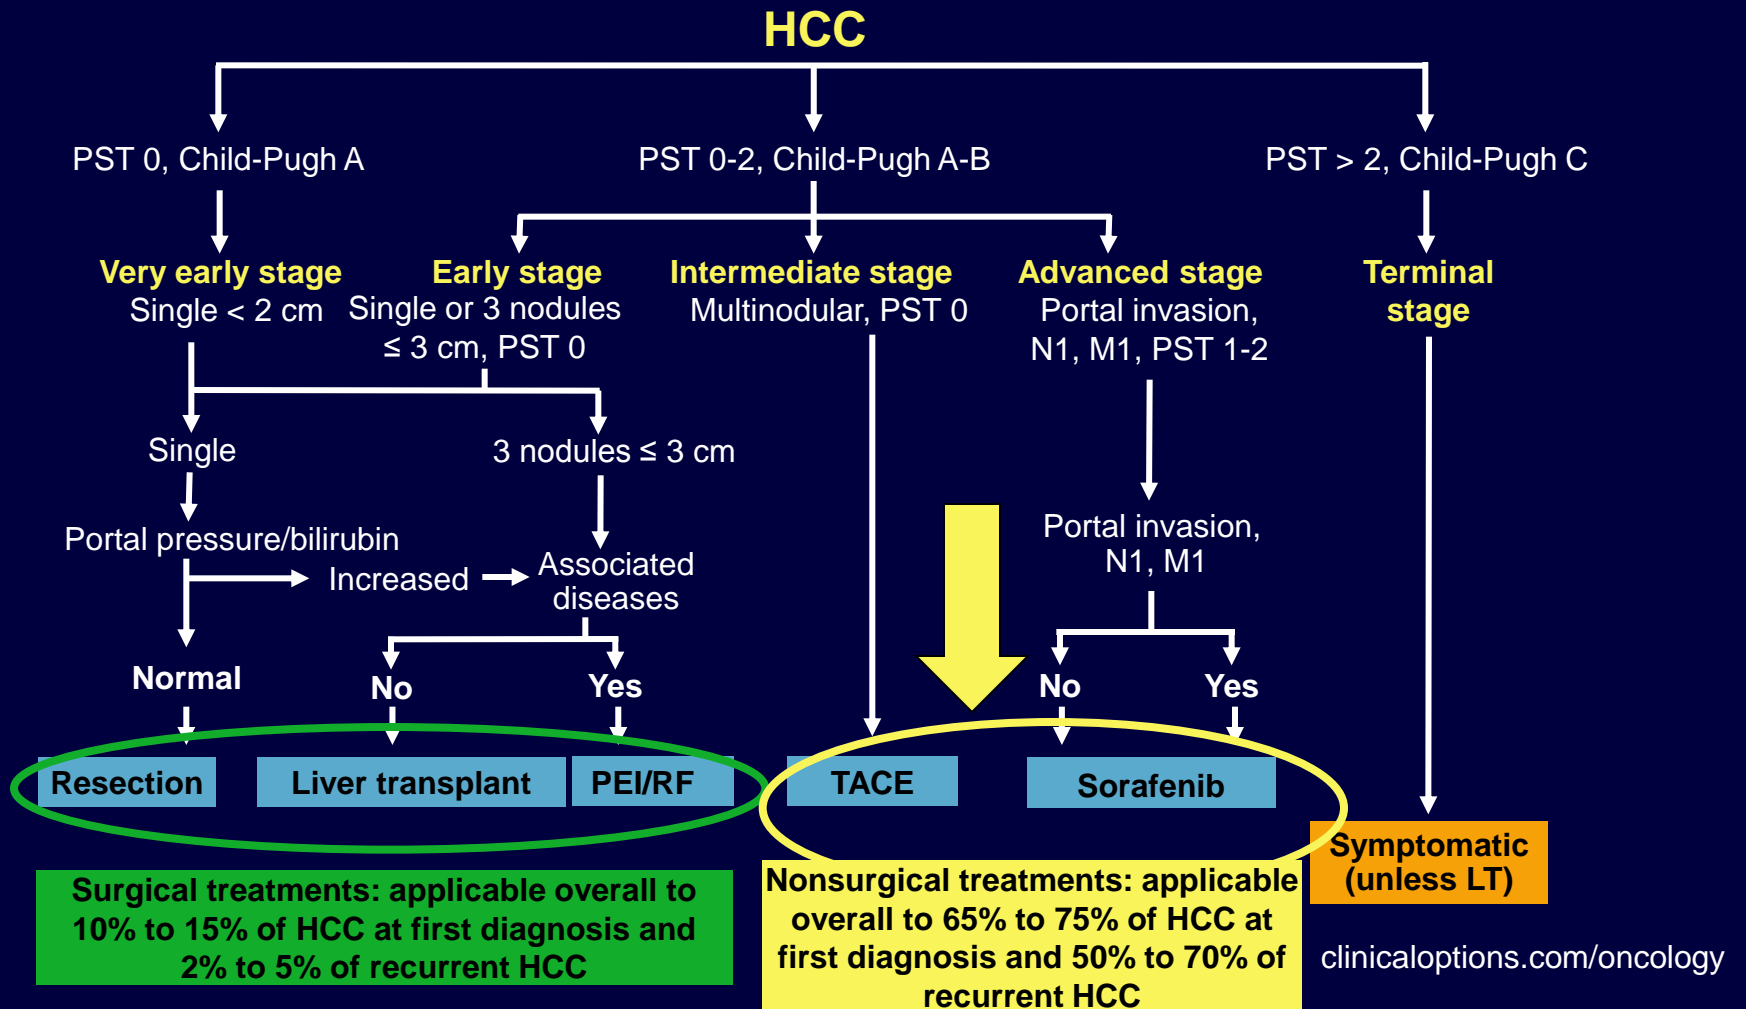 HCC
PST 0, Child-Pugh A
PST 0-2, Child-Pugh A-B
PST > 2, Child-Pugh C
Very early stage
Single < 2 cm
Early stage
Single or 3 nodules
≤ 3 cm, PST 0
Intermediate stage
Multinodular, PST 0
Advanced stage
Portal invasion,
N1, M1, PST 1-2
Terminal
stage
Single
3 nodules ≤ 3 cm
Portal pressure/bilirubin
Increased
Associated
diseases
Portal invasion,
N1, M1
Normal
No
Yes
No
Yes
Resection
Liver transplant
PEI/RF
TACE
Sorafenib
Symptomatic
(unless LT)
Surgical treatments: applicable overall to
10% to 15% of HCC at first diagnosis and
2% to 5% of recurrent HCC
Nonsurgical treatments: applicable
overall to 65% to 75% of HCC at
first diagnosis and 50% to 70% of
recurrent HCC
clinicaloptions.com/oncology